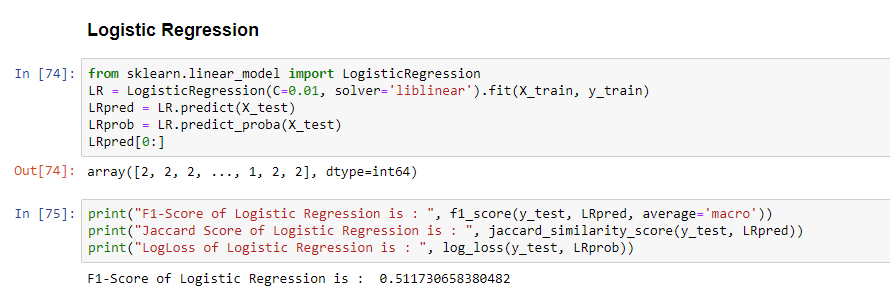 Logistic Regression
In [74]: from sklearn.linear_model import LogisticRegression
LR = LogisticRegression(C=0.01, solver='liblinear').fit(X_train, y_train)
LRpred = LR.predict(X_test)
LRprob = LR.predict_proba(X_test)
LRpred[0:]
Out[74]: array([2, 2, 2, ..., 1, 2, 2], dtype=int64)
In [75]: print("F1-Score of Logistic Regression is : ", f1_score(y_test, LRpred, average='macro'))
print("Jaccard Score of Logistic Regression is : ", jaccard_similarity_score(y_test, LRpred))
print("LogLoss of Logistic Regression is : ", log_loss(y_test, LRprob))
F1-Score of Logistic Regression is :  0.511730658380482